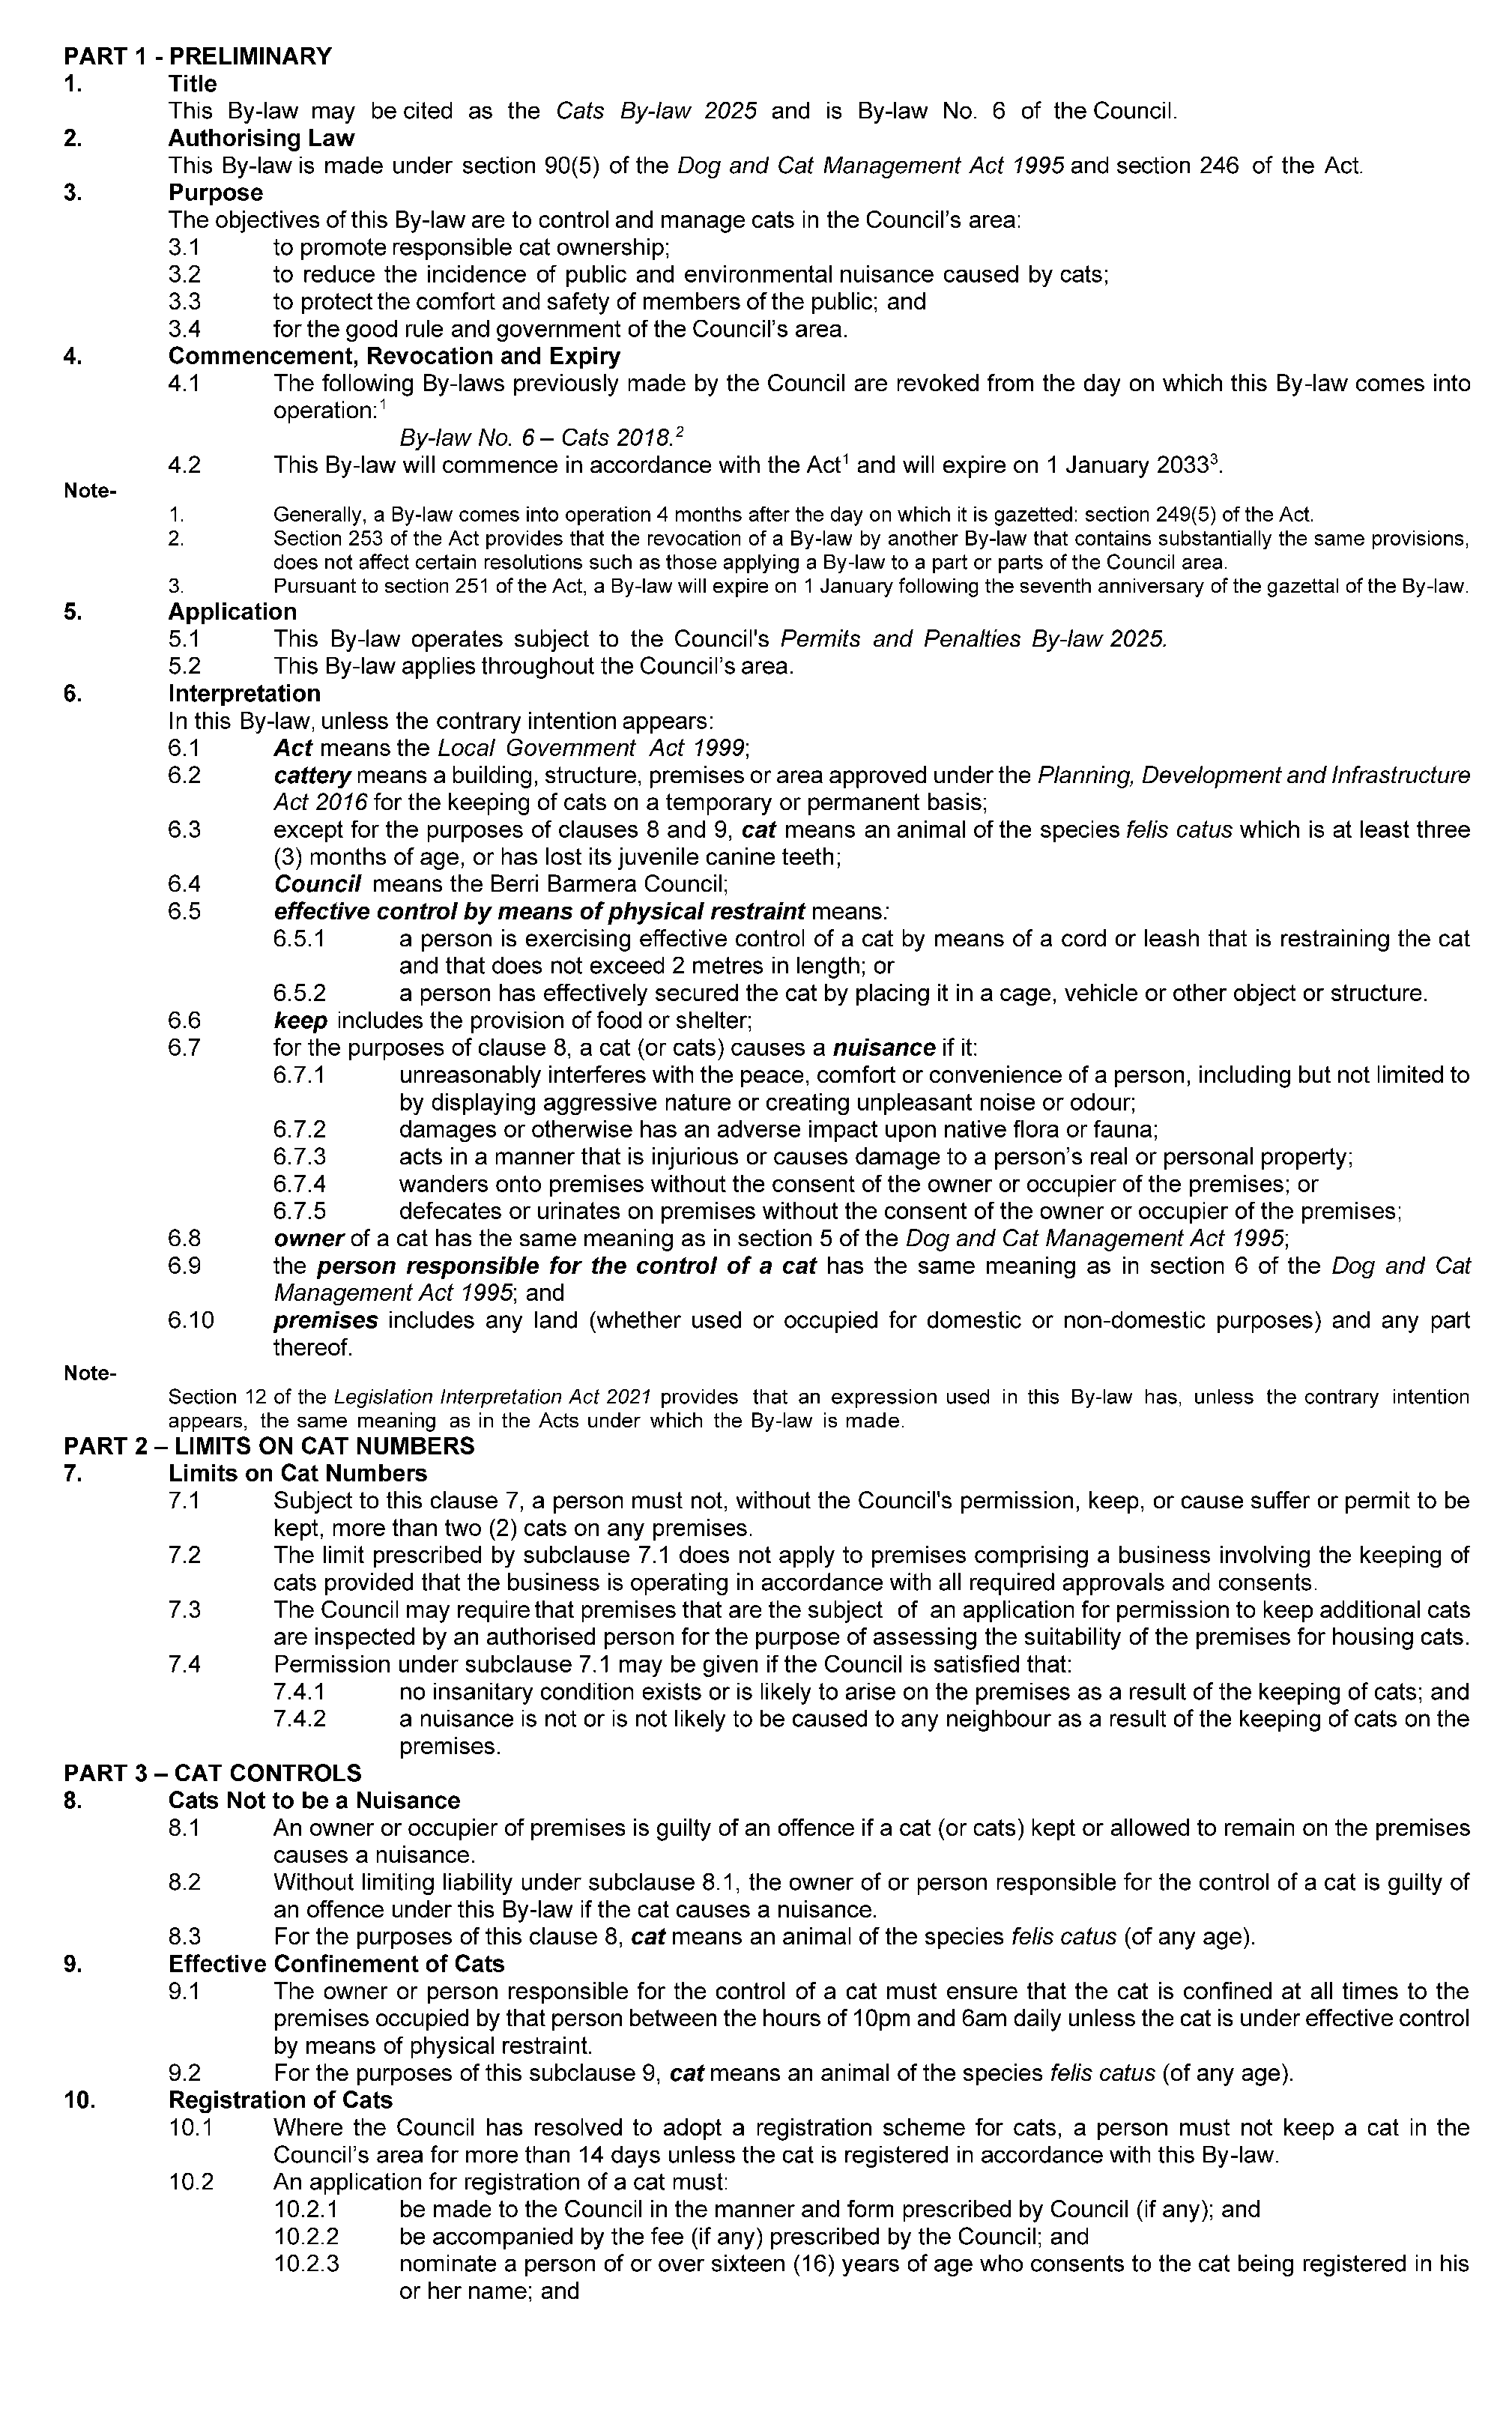 PART 1 - PRELIMINARY
1. Title
This By-law may be cited as the Cats By-law 2025 and is By-law No. 6 of the Council.
2. Authorising Law
This By-law is made under section 90(5) of the Dog and Cat Management Act 1995 and section 246 of the Act.
3. Purpose
The objectives of this By-law are to control and manage cats in the Council's area:
3.1 to promote responsible cat ownership;
3.2 to reduce the incidence of public and environmental nuisance caused by cats;
3.3 to protect the comfort and safety of members of the public; and
3.4 for the good rule and government of the Council's area.
4. Commencement, Revocation and Expiry
4.1 The following By-laws previously made by the Council are revoked from the day on which this By-law comes into
operation:1
By-law No. 6 – Cats 2018.2
4.2 This By-law will commence in accordance with the Act1 and will expire on 1 January 20333.
Note-
1. Generally, a By-law comes into operation 4 months after the day on which it is gazetted: section 249(5) of the Act.
2. Section 253 of the Act provides that the revocation of a By-law by another By-law that contains substantially the same provisions,
does not affect certain resolutions such as those applying a By-law to a part or parts of the Council area.
3. Pursuant to section 251 of the Act, a By-law will expire on 1 January following the seventh anniversary of the gazettal of the By-law.
5. Application
5.1 This By-law operates subject to the Council's Permits and Penalties By-law 2025.
5.2 This By-law applies throughout the Council's area.
6. Interpretation
In this By-law, unless the contrary intention appears:
6.1 Act means the Local Government Act 1999;
6.2 cattery means a building, structure, premises or area approved under the Planning, Development and Infrastructure
Act 2016 for the keeping of cats on a temporary or permanent basis;
6.3 except for the purposes of clauses 8 and 9, cat means an animal of the species felis catus which is at least three
(3) months of age, or has lost its juvenile canine teeth;
6.4 Council means the Berri Barmera Council;
6.5 effective control by means of physical restraint means:
6.5.1 a person is exercising effective control of a cat by means of a cord or leash that is restraining the cat
and that does not exceed 2 metres in length; or
6.5.2 a person has effectively secured the cat by placing it in a cage, vehicle or other object or structure.
6.6 keep includes the provision of food or shelter;
6.7 for the purposes of clause 8, a cat (or cats) causes a nuisance if it:
6.7.1 unreasonably interferes with the peace, comfort or convenience of a person, including but not limited to
by displaying aggressive nature or creating unpleasant noise or odour;
6.7.2 damages or otherwise has an adverse impact upon native flora or fauna;
6.7.3 acts in a manner that is injurious or causes damage to a person's real or personal property;
6.7.4 wanders onto premises without the consent of the owner or occupier of the premises; or
6.7.5 defecates or urinates on premises without the consent of the owner or occupier of the premises;
6.8 owner of a cat has the same meaning as in section 5 of the Dog and Cat Management Act 1995;
6.9 the person responsible for the control of a cat has the same meaning as in section 6 of the Dog and Cat
Management Act 1995; and
6.10 premises includes any land (whether used or occupied for domestic or non-domestic purposes) and any part
thereof.
Note-
Section 12 of the Legislation Interpretation Act 2021 provides that an expression used in this By-law has, unless the contrary intention
appears, the same meaning as in the Acts under which the By-law is made.
PART 2 – LIMITS ON CAT NUMBERS
7. Limits on Cat Numbers
7.1 Subject to this clause 7, a person must not, without the Council's permission, keep, or cause suffer or permit to be
kept, more than two (2) cats on any premises.
7.2 The limit prescribed by subclause 7.1 does not apply to premises comprising a business involving the keeping of
cats provided that the business is operating in accordance with all required approvals and consents.
7.3 The Council may require that premises that are the subject of an application for permission to keep additional cats
are inspected by an authorised person for the purpose of assessing the suitability of the premises for housing cats.
7.4 Permission under subclause 7.1 may be given if the Council is satisfied that:
7.4.1 no insanitary condition exists or is likely to arise on the premises as a result of the keeping of cats; and
7.4.2 a nuisance is not or is not likely to be caused to any neighbour as a result of the keeping of cats on the
premises.
PART 3 – CAT CONTROLS
8. Cats Not to be a Nuisance
8.1 An owner or occupier of premises is guilty of an offence if a cat (or cats) kept or allowed to remain on the premises
causes a nuisance.
8.2 Without limiting liability under subclause 8.1, the owner of or person responsible for the control of a cat is guilty of
an offence under this By-law if the cat causes a nuisance.
8.3 For the purposes of this clause 8, cat means an animal of the species felis catus (of any age).
9. Effective Confinement of Cats
9.1 The owner or person responsible for the control of a cat must ensure that the cat is confined at all times to the
premises occupied by that person between the hours of 10pm and 6am daily unless the cat is under effective control
by means of physical restraint.
9.2 For the purposes of this subclause 9, cat means an animal of the species felis catus (of any age).
10. Registration of Cats
10.1 Where the Council has resolved to adopt a registration scheme for cats, a person must not keep a cat in the
Council's area for more than 14 days unless the cat is registered in accordance with this By-law.
10.2 An application for registration of a cat must:
10.2.1 be made to the Council in the manner and form prescribed by Council (if any); and
10.2.2 be accompanied by the fee (if any) prescribed by the Council; and
10.2.3 nominate a person of or over sixteen (16) years of age who consents to the cat being registered in his
or her name; and